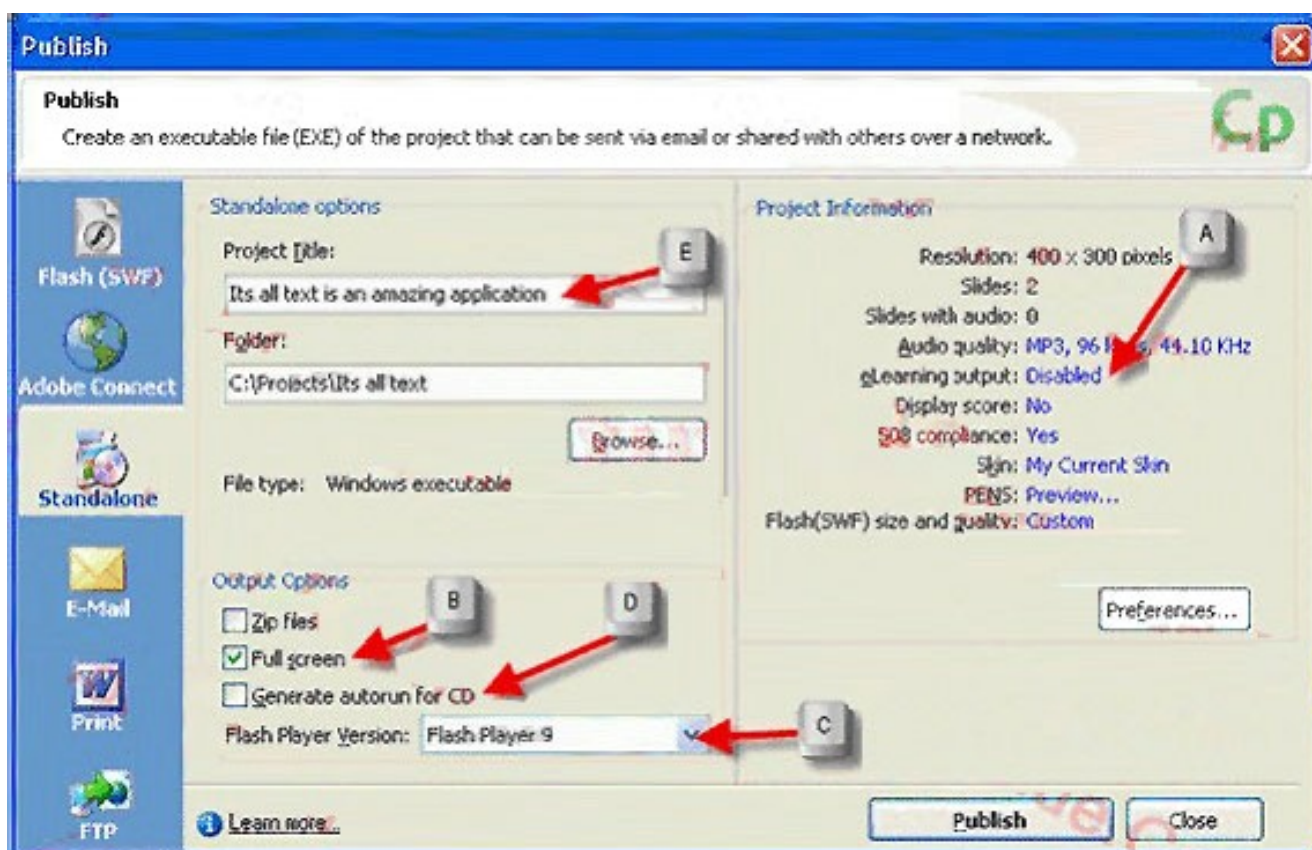 Publish
Publish
Create an executable file (EXE) of the project that can be sent via email or shared with others over a network.
Cp
Flash (SWF)
Adobe Connect
Standalone
E-Mail
Print
FTP
Standalone options
Project Title:
E
Its all text is an amazing application
Folder:
C:\Projects\Its all text
Browse...
File type: Windows executable
Output Options
B
D
Zip files
Full screen
Generate autorun for CD
Flash Player Version: Flash Player 9
C
Project Information
A
Resolution: 400 x 300 pixels
Slides: 2
Slides with audio: 0
Audio quality: MP3, 96 44.10 KHz
eLearning output: Disabled
Display score: No
508 compliance: Yes
Skin: My Current Skin
PENS: Preview...
Flash(SWF) size and quality: Custom
Preferences...
Learn more...
Publish
Close